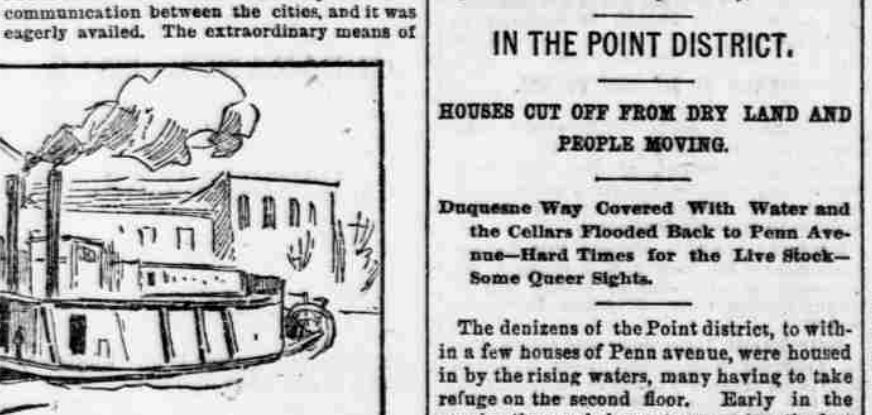 communication between the cities, and it was
eagerly availed. The extraordinary means of
IN THE POINT DISTRICT.
HOUSES CUT OFF FROM DRY LAND AND
PEOPLE MOVING.
Duquesne Way Covered With Water and
the Cellars Flooded Back to Penn Ave-
nue—Hard Times for the Live Stock—
Some Queer Sights.
The denizens of the Point district, to with-
in a few houses of Penn avenue, were housed
in by the rising waters, many having to take
refuge on the second floor. Early in the